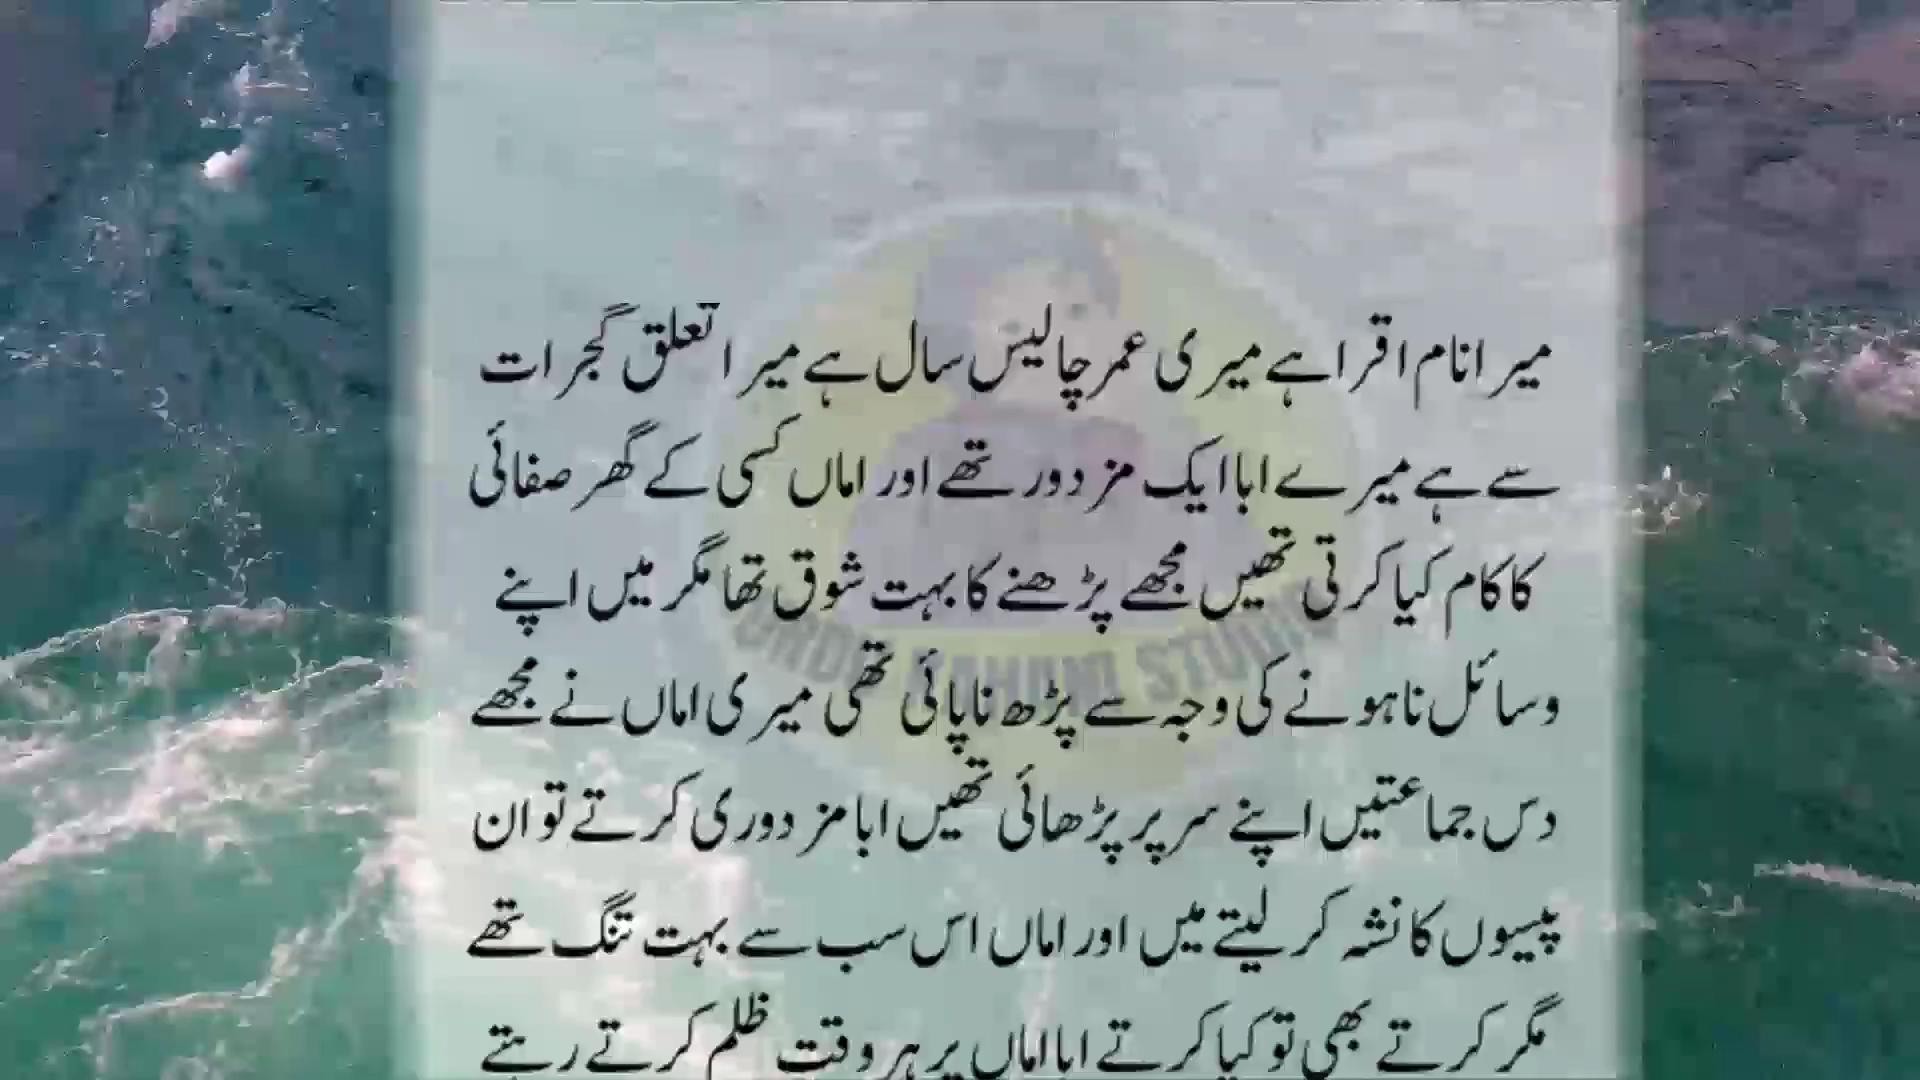 میرا نام اقرا ہے میری عمر چالیس سال ہے میرا تعلق گجرات
سے ہے میرے ابا ایک مزدور تھے اور اماں کسی کے گھر صفائی
کا کام کیا کرتی تھیں مجھے پڑھنے کا بہت شوق تھا مگر میں اپنے
وسائل نا ہونے کی وجہ سے پڑھ نا پائی تھی میری اماں نے مجھے
دس جماعتیں اپنے سر پر پڑھائی تھیں ابا مزدوری کرتے تو ان
پیسوں کا نشہ کر لیتے میں اور اماں اس سب سے بہت تنگ تھے
مگر کرتے بھی تو کیا کرتے ابا اماں پر ہر وقت ظلم کرتے رہتے
URDU KAHANI STUDIO